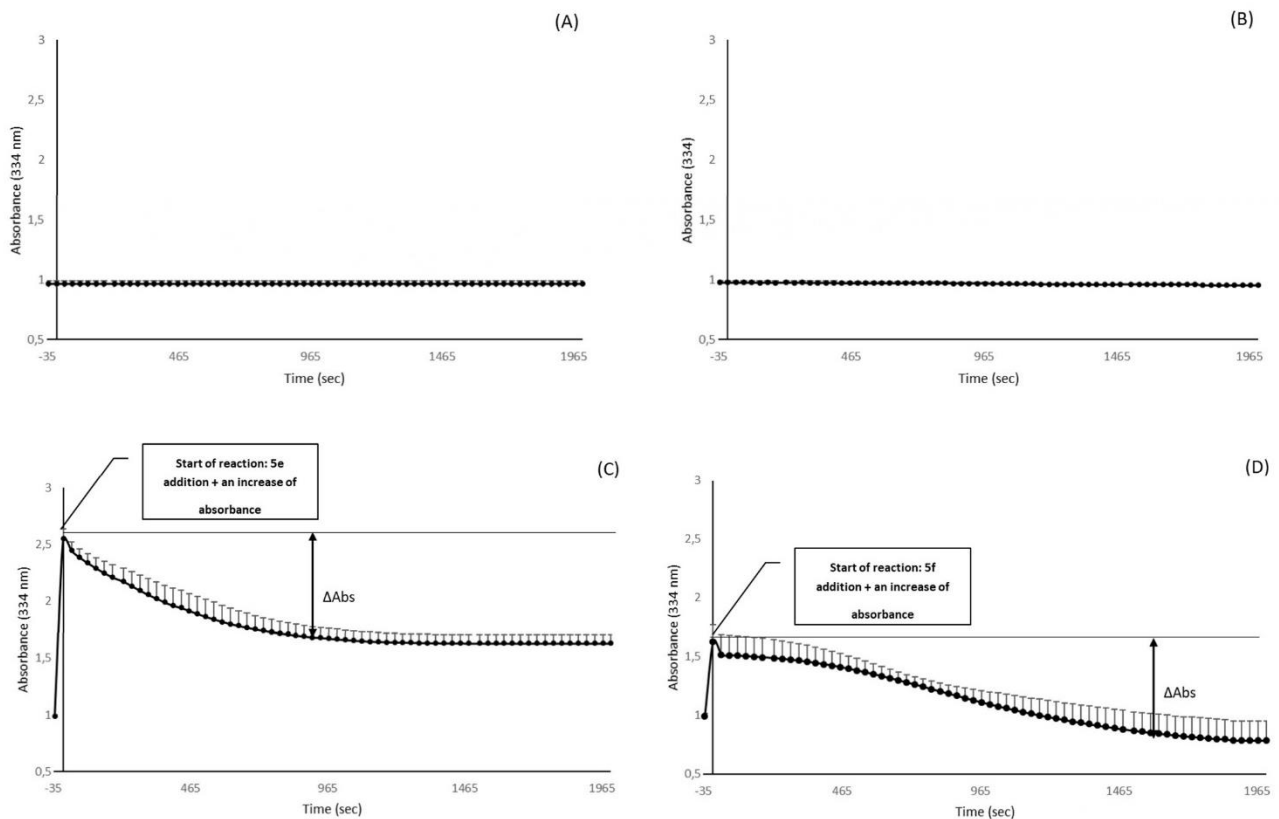 (A)
3
2,5
2
1,5
1
0,5
Absorbance (334 nm)
-35
465
965
1465
1965
Time (sec)
(B)
3
2,5
2
1,5
1
0,5
Absorbance (334)
-35
465
965
1465
1965
Time (sec)
(C)
Start of reaction: 5e
addition + an increase of
absorbance
3
2,5
2
1,5
1
0,5
Absorbance (334 nm)
ΔAbs
-35
465
965
1465
1965
Time (sec)
(D)
Start of reaction: 5f
addition + an increase of
absorbance
3
2,5
2
1,5
1
0,5
Absorbance (334 nm)
ΔAbs
-35
465
965
1465
1965
Time (sec)